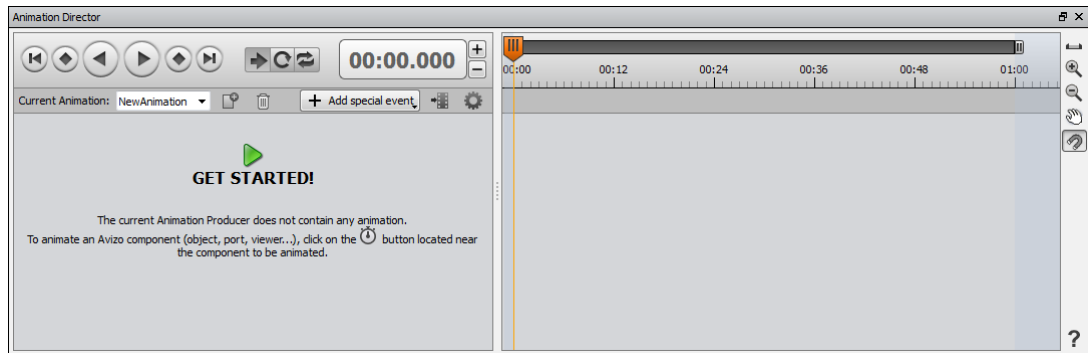 Animation Director
00:00.000
Current Animation: NewAnimation
Add special event
GET STARTED!
The current Animation Producer does not contain any animation.
To animate an Avizo component (object, port, viewer...), click on the button located near
the component to be animated.
00:00 00:12 00:24 00:36 00:48 01:00
?